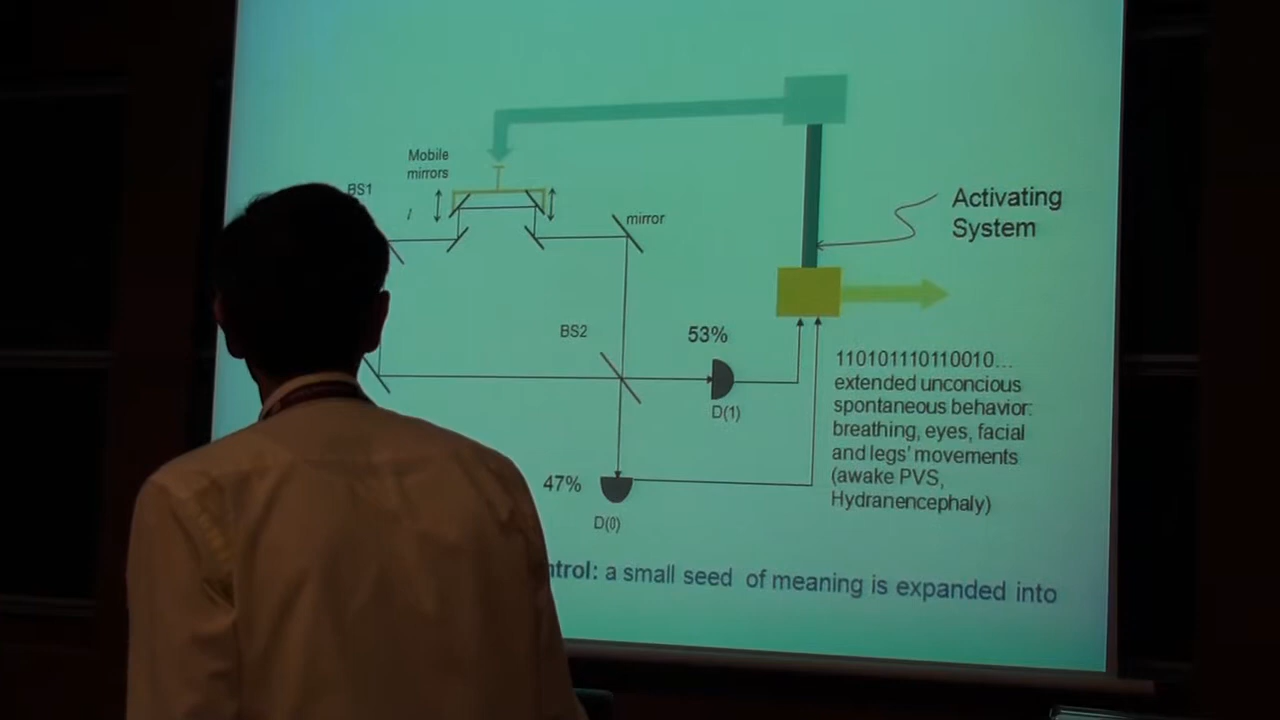 Mobile
mirrors
BS1
l
mirror
Activating
System
BS2
53%
D(1)
110101110110010...
extended unconcious
spontaneous behavior:
breathing, eyes, facial
and legs' movements
(awake PVS,
Hydranencephaly)
47%
D(0)
ntrol: a small seed of meaning is expanded into